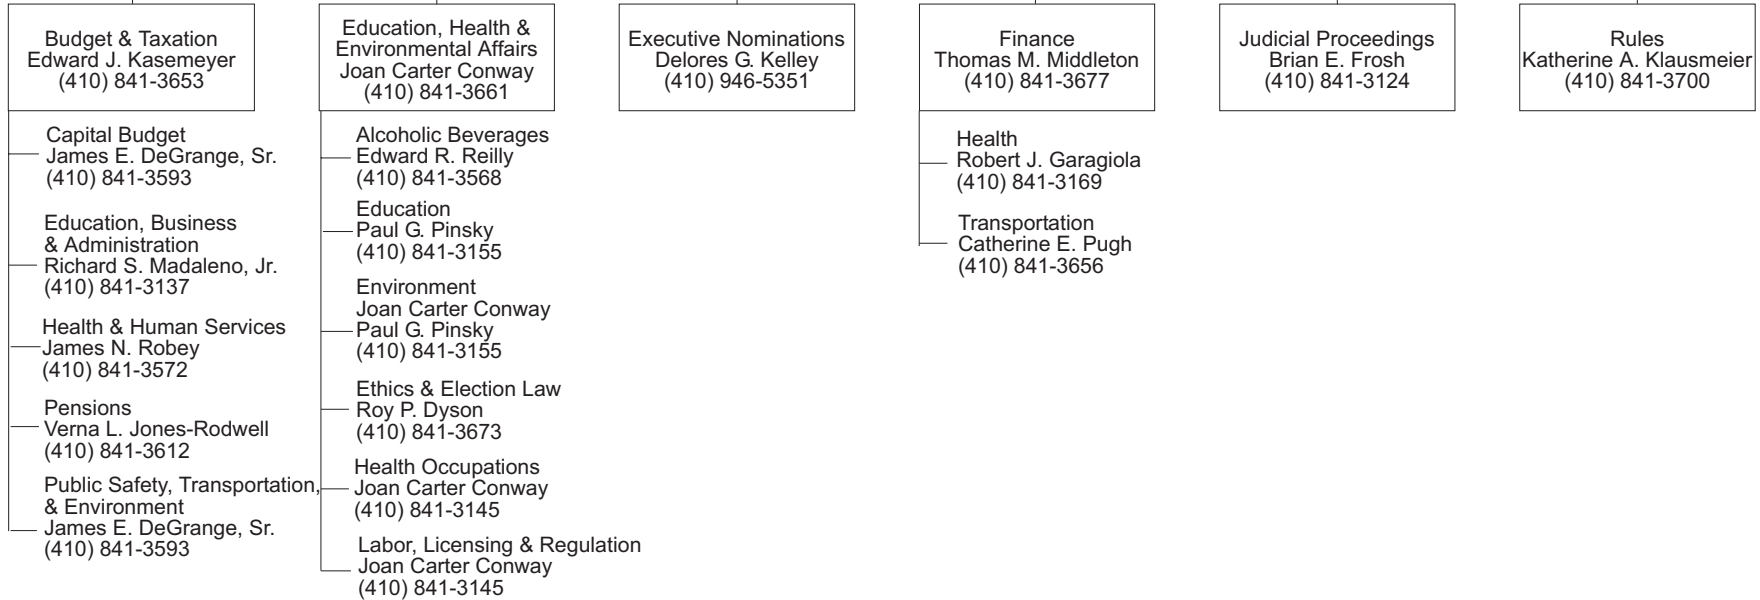 Budget & Taxation
Edward J. Kasemeyer
(410) 841-3653
Capital Budget
James E. DeGrange, Sr.
(410) 841-3593
Education, Business
& Administration
Richard S. Madaleno, Jr.
(410) 841-3137
Health & Human Services
James N. Robey
(410) 841-3572
Pensions
Verna L. Jones-Rodwell
(410) 841-3612
Public Safety, Transportation,
& Environment
James E. DeGrange, Sr.
(410) 841-3593
Education, Health &
Environmental Affairs
Joan Carter Conway
(410) 841-3661
Alcoholic Beverages
Edward R. Reilly
(410) 841-3568
Education
Paul G. Pinsky
(410) 841-3155
Environment
Joan Carter Conway
Paul G. Pinsky
(410) 841-3155
Ethics & Election Law
Roy P. Dyson
(410) 841-3673
Health Occupations
Joan Carter Conway
(410) 841-3145
Labor, Licensing & Regulation
Joan Carter Conway
(410) 841-3145
Executive Nominations
Delores G. Kelley
(410) 946-5351
Finance
Thomas M. Middleton
(410) 841-3677
Health
Robert J. Garagiola
(410) 841-3169
Transportation
Catherine E. Pugh
(410) 841-3656
Judicial Proceedings
Brian E. Frosh
(410) 841-3124
Rules
Katherine A. Klausmeier
(410) 841-3700